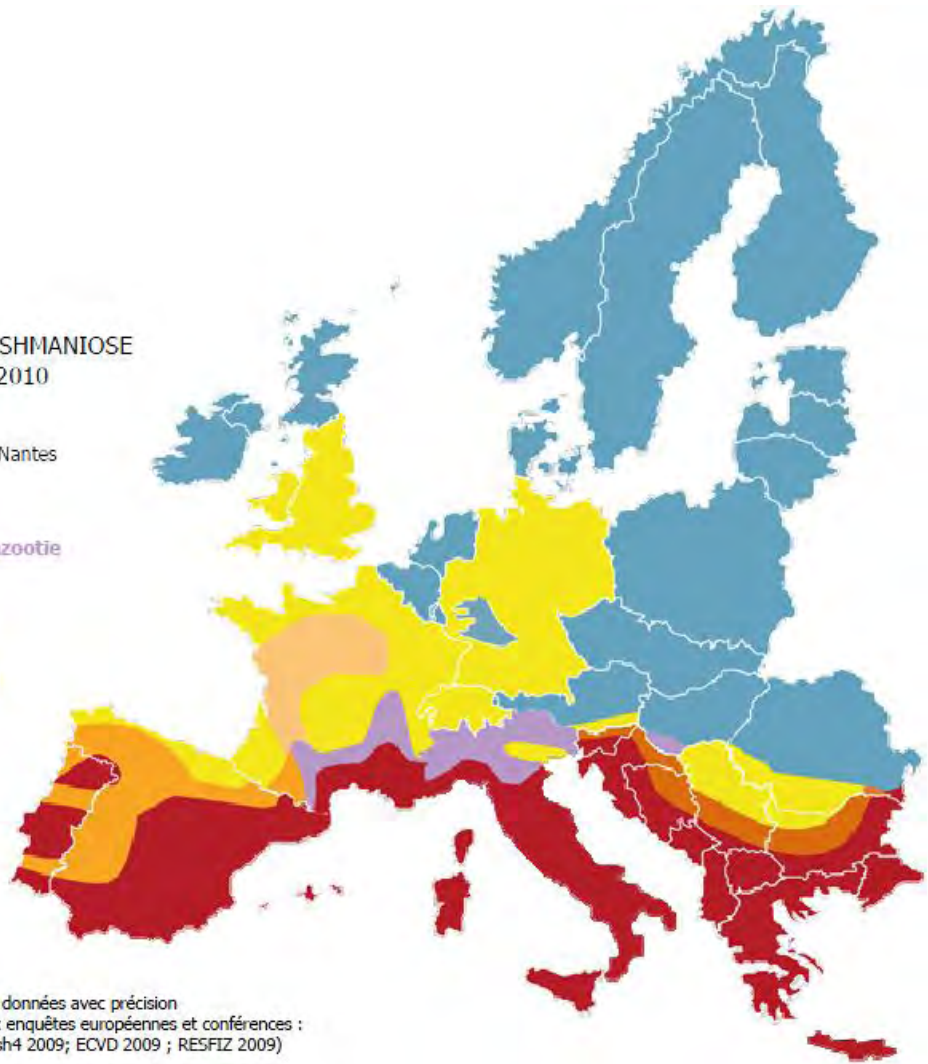 SHMANIOSE
2010
Nantes
zootie
données avec précision
enquêtes européennes et conférences :
sh4 2009; ECVD 2009 ; RESFIZ 2009)